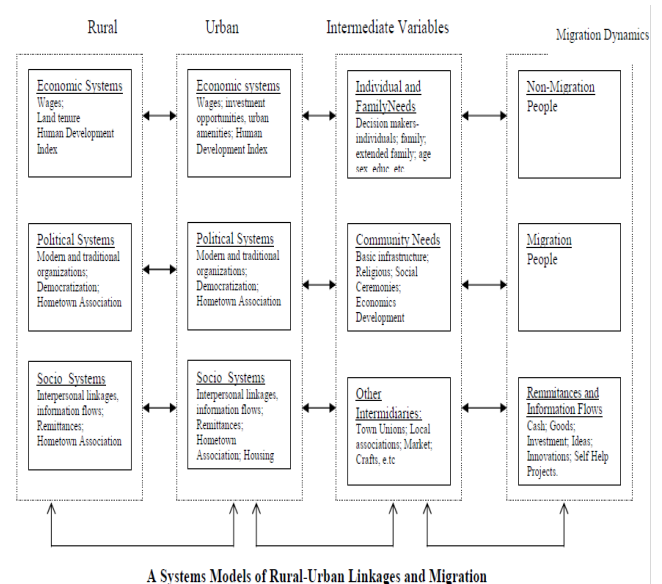 Rural
Urban
Intermediate Variables
Migration Dynamics
Economic Systems
Wages;
Land tenure
Human Development
Index
Economic systems
Wages; investment
opportunities, urban
amenities; Human
Development Index
Individual and
FamilyNeeds
Decision makers-
individuals; family;
extended family; age
sex, educ. etc
Non-Migration
People
Political Systems
Modern and traditional
organizations;
Democratization;
Hometown Association
Political Systems
Modern and traditional
organizations;
Democratization;
Hometown Association
Community Needs
Basic infrastructure;
Religious; Social
Ceremonies;
Economics
Development
Migration
People
Socio Systems
Interpersonal linkages,
information flows;
Remittances;
Hometown Association
Socio Systems
Interpersonal linkages,
information flows;
Remittances;
Hometown
Association; Housing
Other
Intermidiaries:
Town Unions; Local
associations; Market;
Crafts, e.t.c
Remmitances and
Information Flows
Cash; Goods;
Investment; Ideas;
Innovations; Self Help
Projects.
A Systems Models of Rural-Urban Linkages and Migration